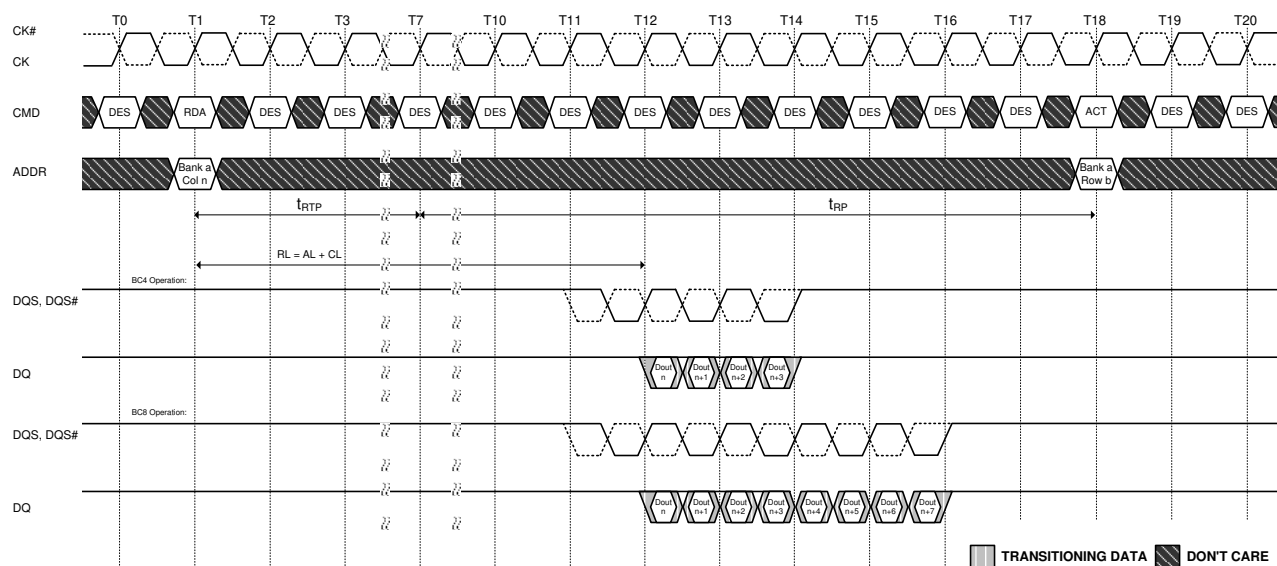 T0 T1 T2 T3 T7 T10 T11 T12 T13 T14 T15 T16 T17 T18 T19 T20
CK#
CK
CMD DES RDA DES DES DES DES DES DES DES DES DES DES DES ACT DES DES
ADDR Bank a Bank a
Col n Row b
tRTP tRP
RL = AL + CL
BC4 Operation:
DQS, DQS#
DQ Dout Dout Dout Dout
n n+1 n+2 n+3
BC8 Operation:
DQS, DQS#
DQ Dout Dout Dout Dout Dout Dout Dout Dout
n n+1 n+2 n+3 n+4 n+5 n+6 n+7
TRANSITIONING DATA DON'T CARE